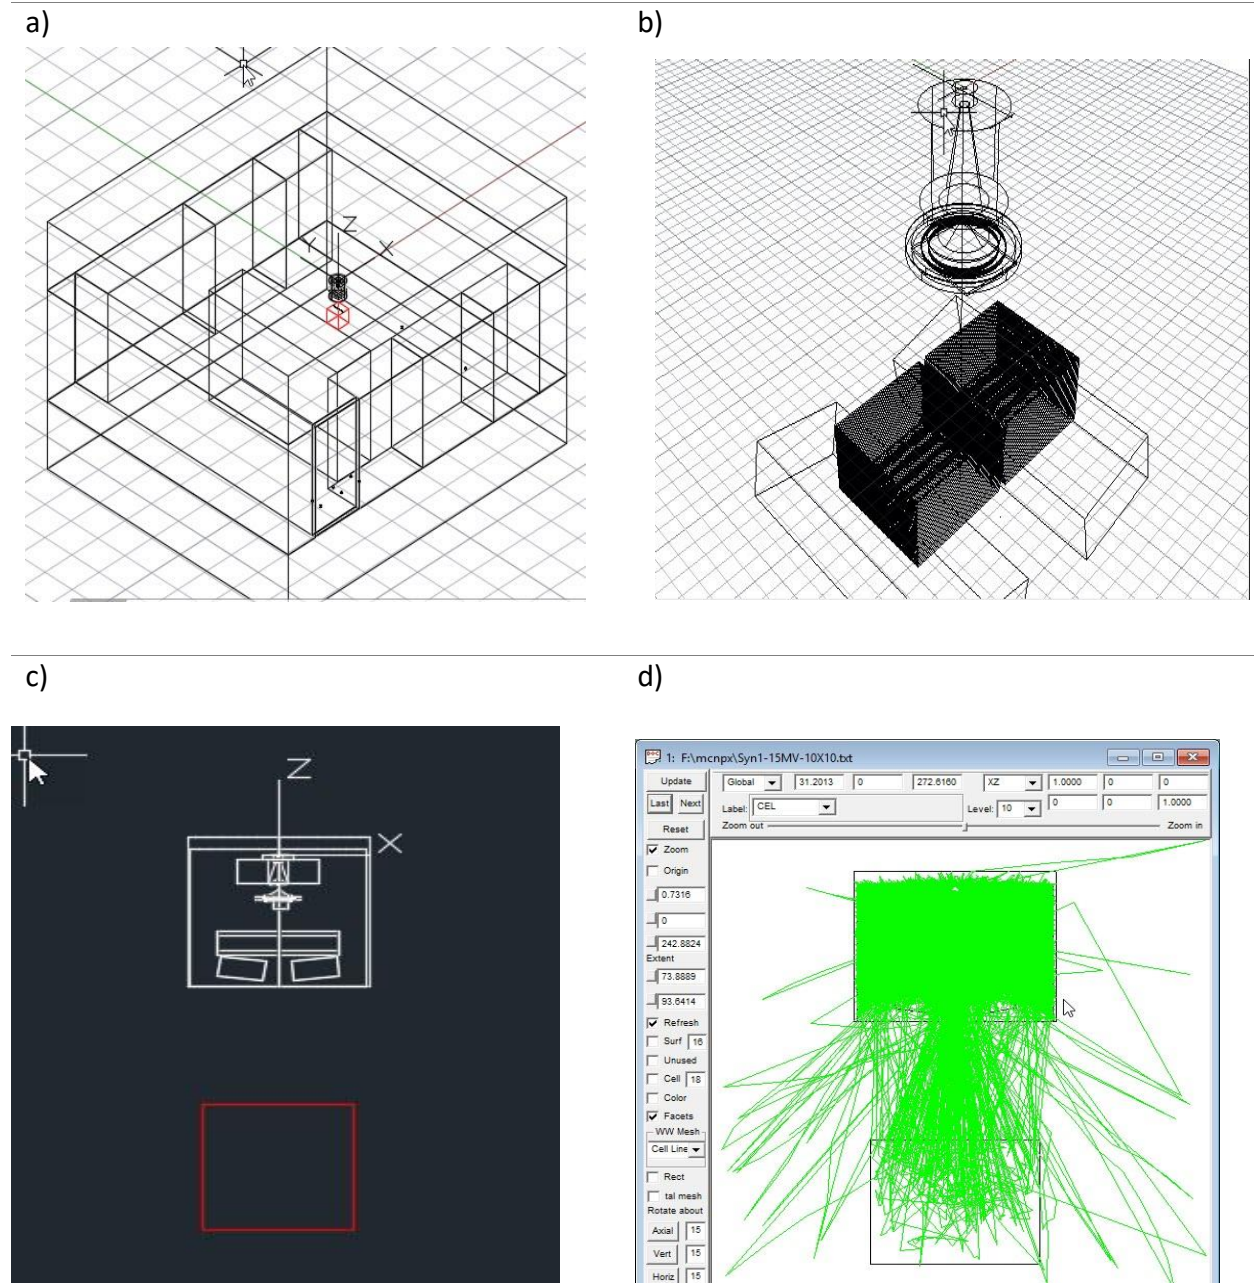 a)
b)
Z
Y
X
c)
d)
Z
X
1: F:\mcnpx\Syn1-15MV-10X10.txt
Update
Global
31.2013
0
272.6160
XZ
1.0000
0
0
Last
Next
Label:
CEL
Level:
10
0
0
1.0000
Reset
Zoom out
Zoom in
Zoom
Origin
0.7316
0
242.8824
Extent
73.8889
93.6414
Refresh
Surf
16
Unused
Cell
18
Color
Facets
WW Mesh
Cell Line
Rect
tal mesh
Rotate about
Axial
15
Vert
15
Horiz
15